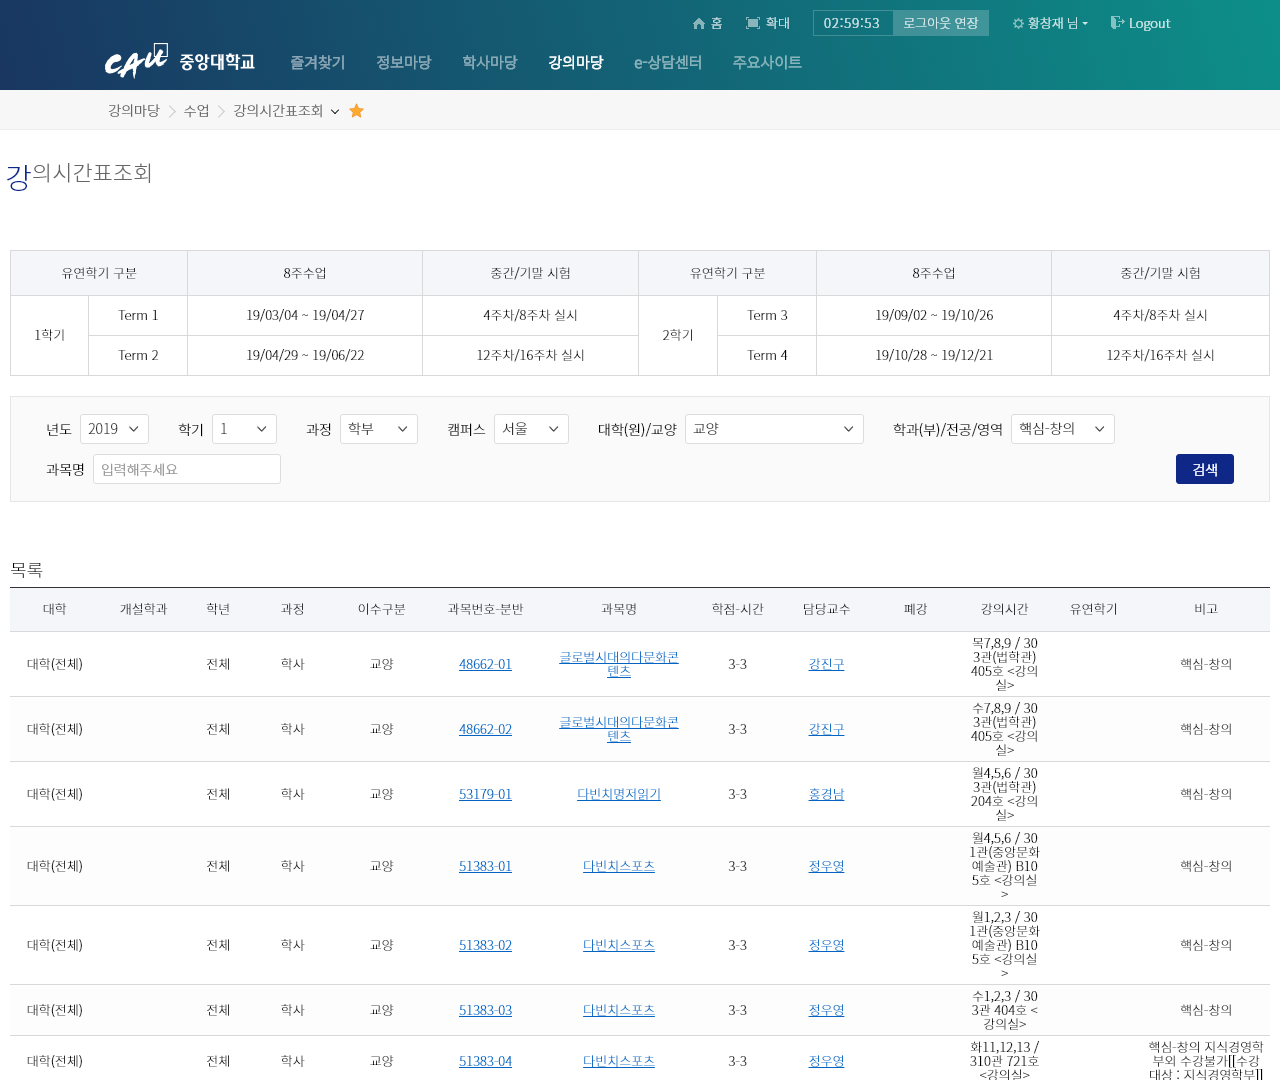 홈 확대 02:59:53 로그아웃 연장 황창재 님 Logout
CAU 중앙대학교 즐겨찾기 정보마당 학사마당 강의마당 e-상담센터 주요사이트
강의마당 수업 강의시간표조회
강의시간표조회
유연학기 구분 8주수업 중간/기말 시험 유연학기 구분 8주수업 중간/기말 시험
1학기 Term 1 19/03/04 ~ 19/04/27 4주차/8주차 실시 2학기 Term 3 19/09/02 ~ 19/10/26 4주차/8주차 실시
Term 2 19/04/29 ~ 19/06/22 12주차/16주차 실시 Term 4 19/10/28 ~ 19/12/21 12주차/16주차 실시
년도 2019 학기 1 과정 학부 캠퍼스 서울 대학(원)/교양 교양 학과(부)/전공/영역 핵심-창의
과목명 입력해주세요 검색
목록
대학 개설학과 학년 과정 이수구분 과목번호-분반 과목명 학점-시간 담당교수 폐강 강의시간 유연학기 비고
대학(전체) 전체 학사 교양 48662-01 글로벌시대의다문화콘
텐츠 3-3 강진구 목7,8,9 / 30
3관(법학관)
405호 <강의
실> 핵심-창의
대학(전체) 전체 학사 교양 48662-02 글로벌시대의다문화콘
텐츠 3-3 강진구 수7,8,9 / 30
3관(법학관)
405호 <강의
실> 핵심-창의
대학(전체) 전체 학사 교양 53179-01 다빈치명저읽기 3-3 홍경남 월4,5,6 / 30
3관(법학관)
204호 <강의
실> 핵심-창의
대학(전체) 전체 학사 교양 51383-01 다빈치스포츠 3-3 정우영 월4,5,6 / 30
1관(중앙문화
예술관) B10
5호 <강의실
> 핵심-창의
대학(전체) 전체 학사 교양 51383-02 다빈치스포츠 3-3 정우영 월1,2,3 / 30
1관(중앙문화
예술관) B10
5호 <강의실
> 핵심-창의
대학(전체) 전체 학사 교양 51383-03 다빈치스포츠 3-3 정우영 수1,2,3 / 30
3관 404호 <
강의실> 핵심-창의
대학(전체) 전체 학사 교양 51383-04 다빈치스포츠 3-3 정우영 화11,12,13 /
310관 721호
<강의실> 핵심-창의 지식경영학
부외 수강불가[[수강
대상 : 지식경영학부]]